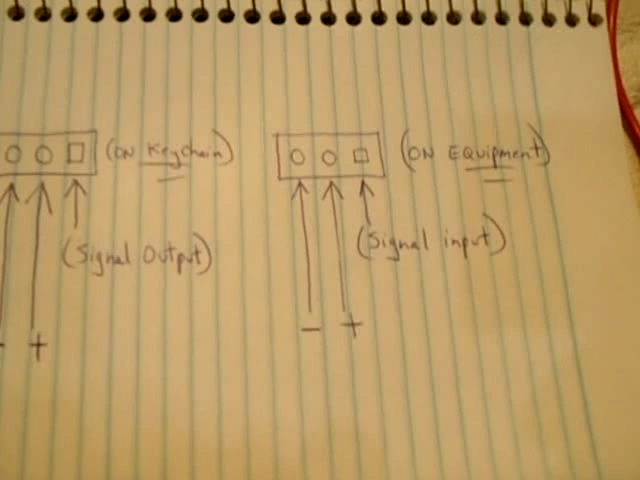 (ON Keychain)
(ON EQuipment)
(Signal Output)
(Signal input)
- +
- +